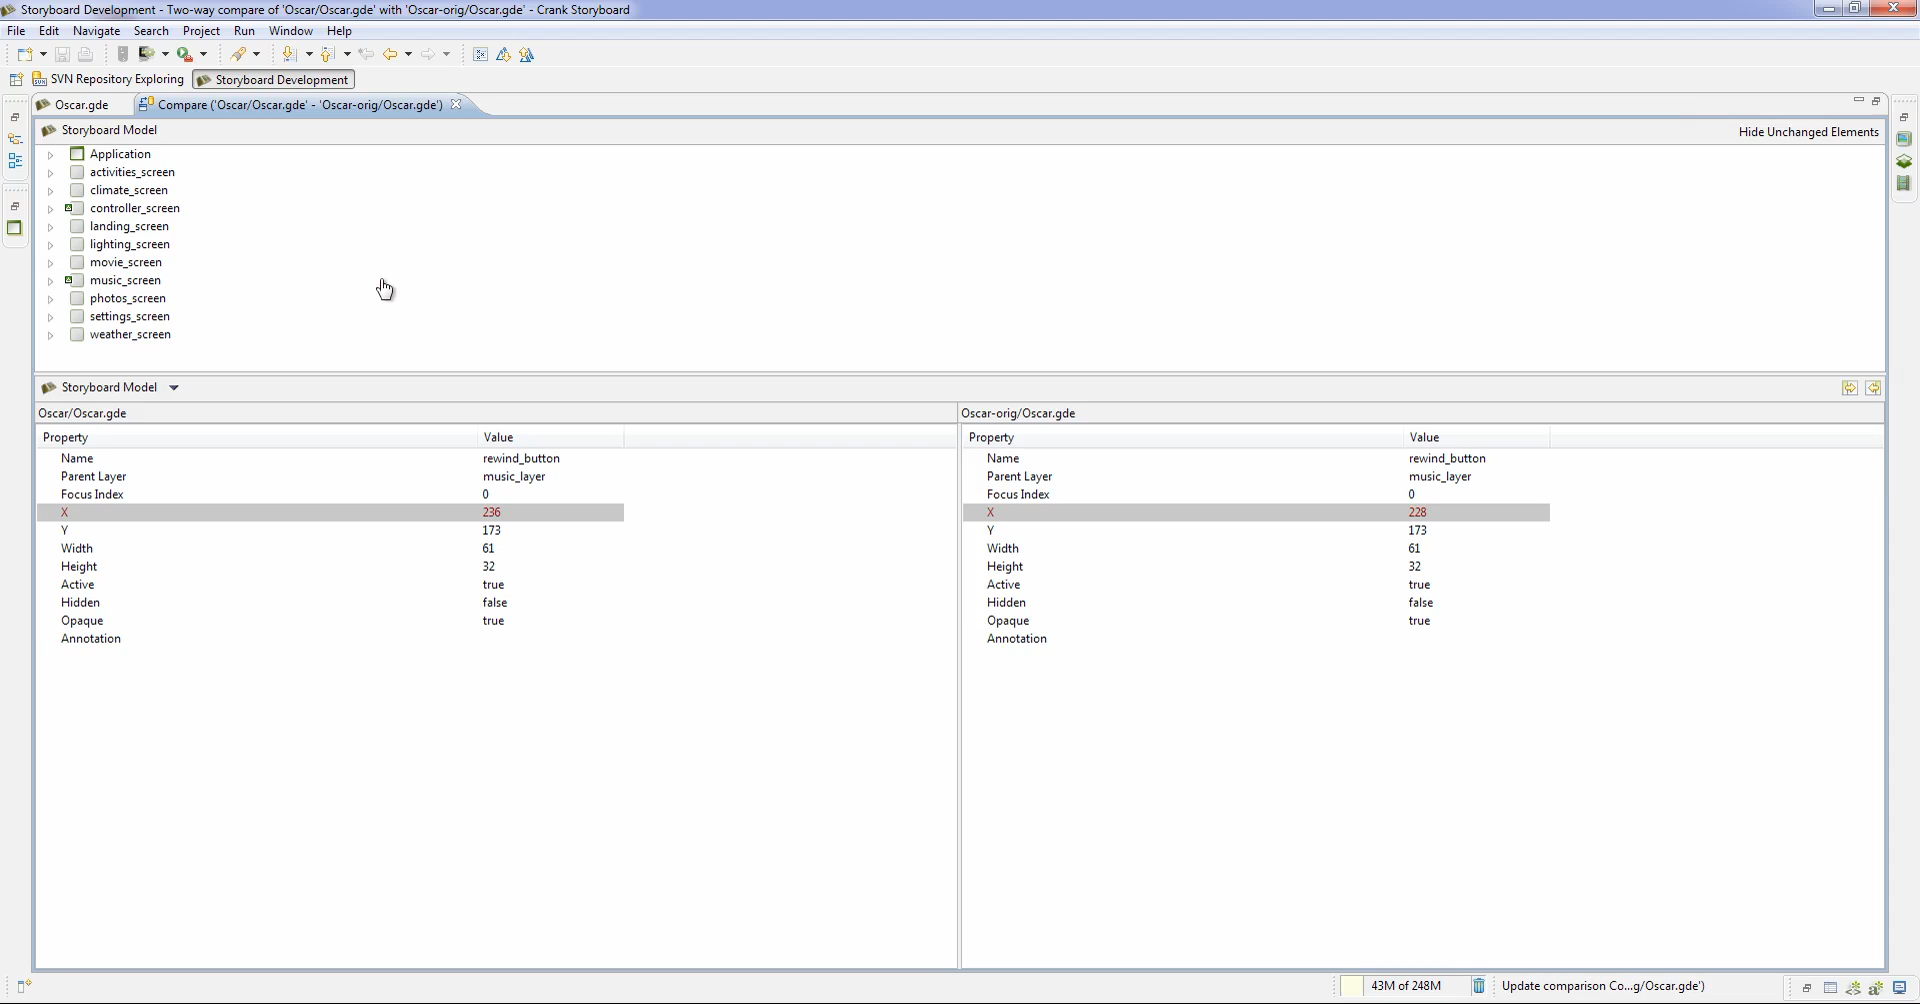 Storyboard Development - Two-way compare of 'Oscar/Oscar.gde' with 'Oscar-orig/Oscar.gde' - Crank Storyboard
File Edit Navigate Search Project Run Window Help
SVN Repository Exploring Storyboard Development
Oscar.gde Compare ('Oscar/Oscar.gde' - 'Oscar-orig/Oscar.gde')
Storyboard Model Hide Unchanged Elements
Application
activities_screen
climate_screen
controller_screen
landing_screen
lighting_screen
movie_screen
music_screen
photos_screen
settings_screen
weather_screen
Storyboard Model
Oscar/Oscar.gde Oscar-orig/Oscar.gde
Property Value Property Value
Name rewind_button Name rewind_button
Parent Layer music_layer Parent Layer music_layer
Focus Index 0 Focus Index 0
X 236 X 228
Y 173 Y 173
Width 61 Width 61
Height 32 Height 32
Active true Active true
Hidden false Hidden false
Opaque true Opaque true
Annotation Annotation
43M of 248M Update comparison Co...g/Oscar.gde')